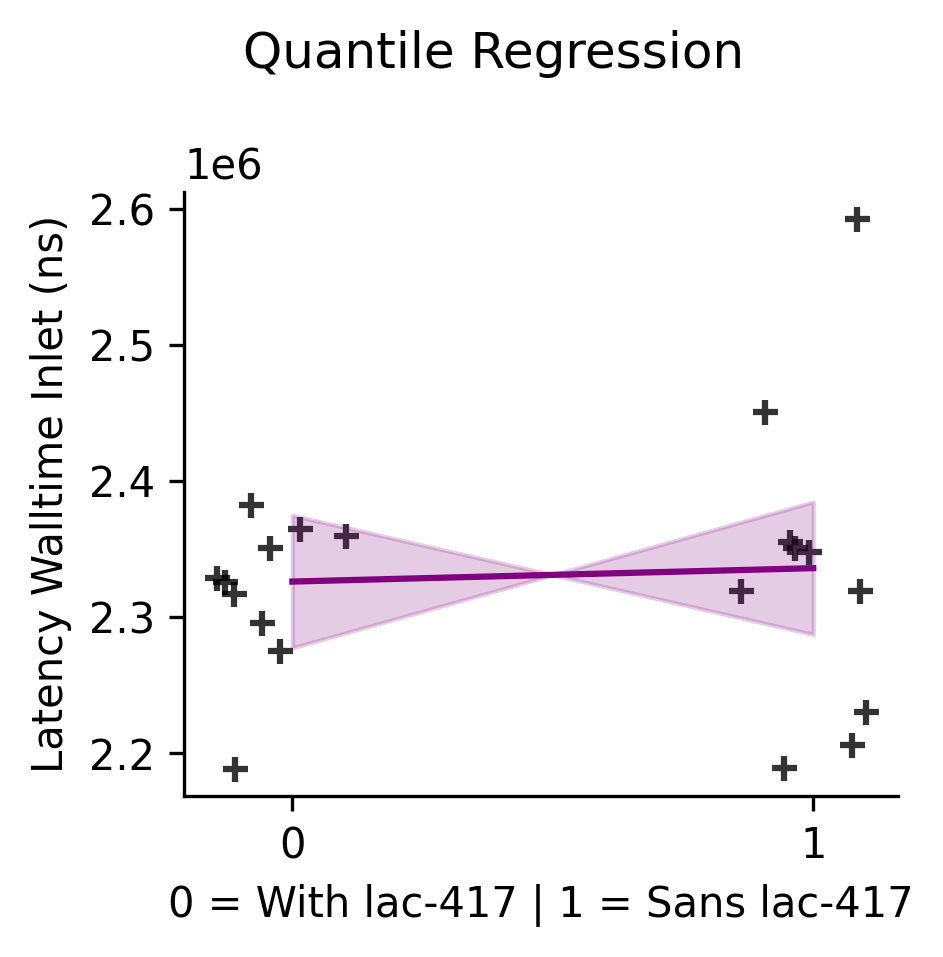 Quantile Regression
1e6
2.6
2.5
2.4
2.3
2.2
Latency Walltime Inlet (ns)
0 1
0 = With lac-417 | 1 = Sans lac-417